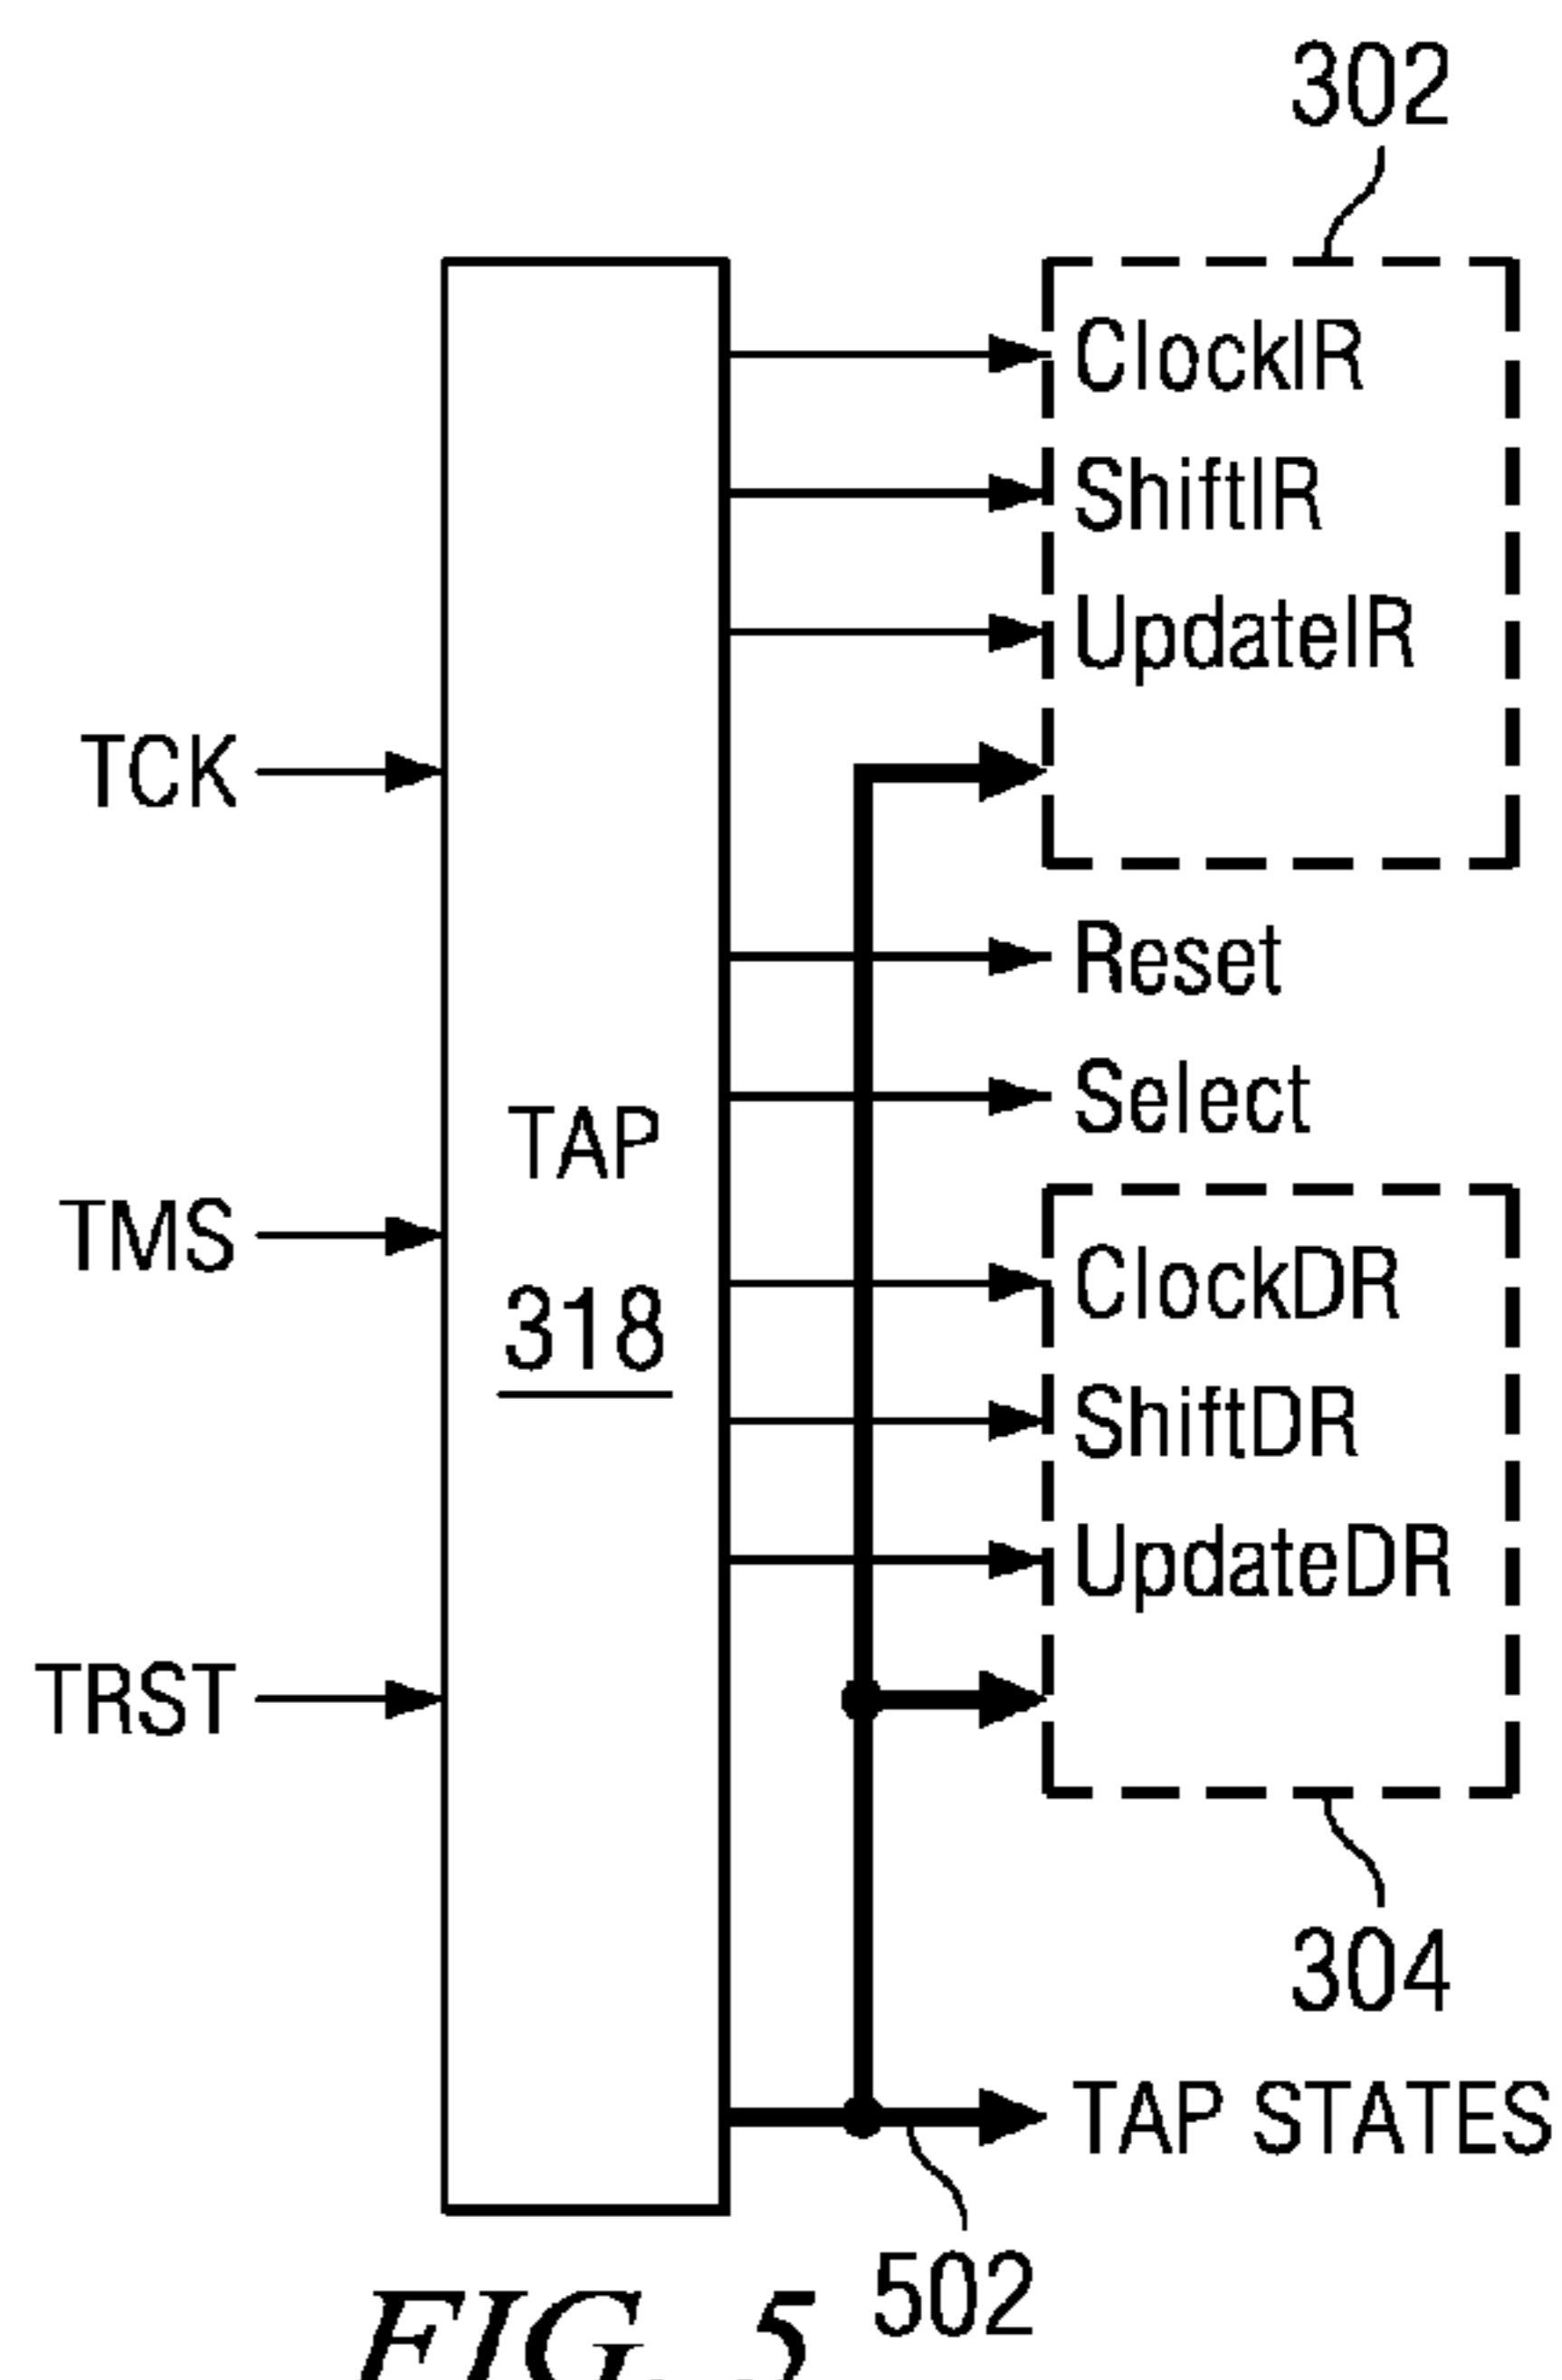 302
ClockIR
ShiftIR
UpdateIR
TCK
Reset
Select
TAP
TMS
318
ClockDR
ShiftDR
UpdateDR
TRST
304
TAP STATES
502
FIG. 5